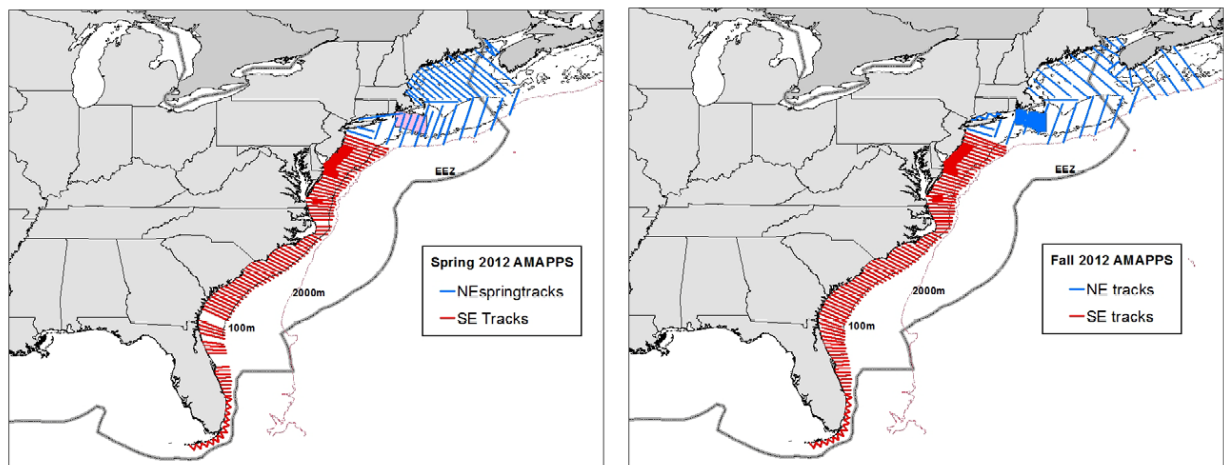 EEZ
Spring 2012 AMAPPS
NEspringtracks
SE Tracks
2000m
100m
EEZ
Fall 2012 AMAPPS
NE tracks
SE tracks
2000m
100m